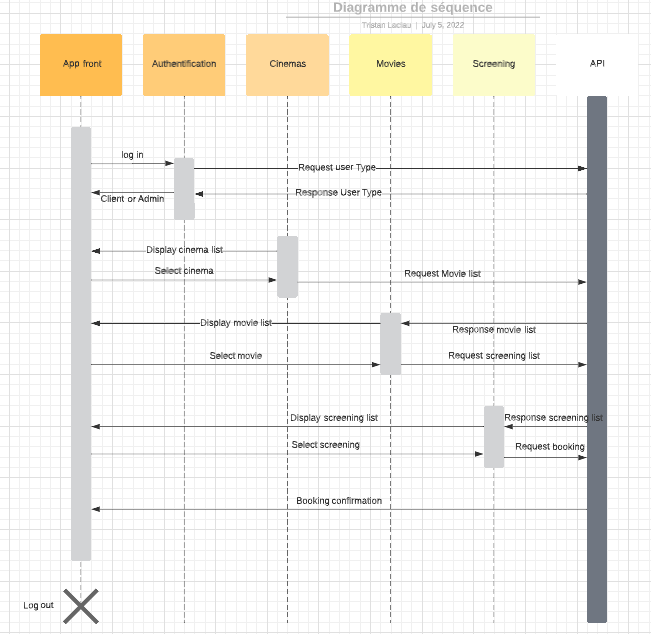 Diagramme de séquence
Tristan Laclau | July 5, 2022
App front
Authentification
Cinemas
Movies
Screening
API
log in
Request user Type
Response User Type
Client or Admin
Display cinema list
Select cinema
Request Movie list
Display movie list
Response movie list
Select movie
Request screening list
Display screening list
Response screening list
Select screening
Request booking
Booking confirmation
Log out